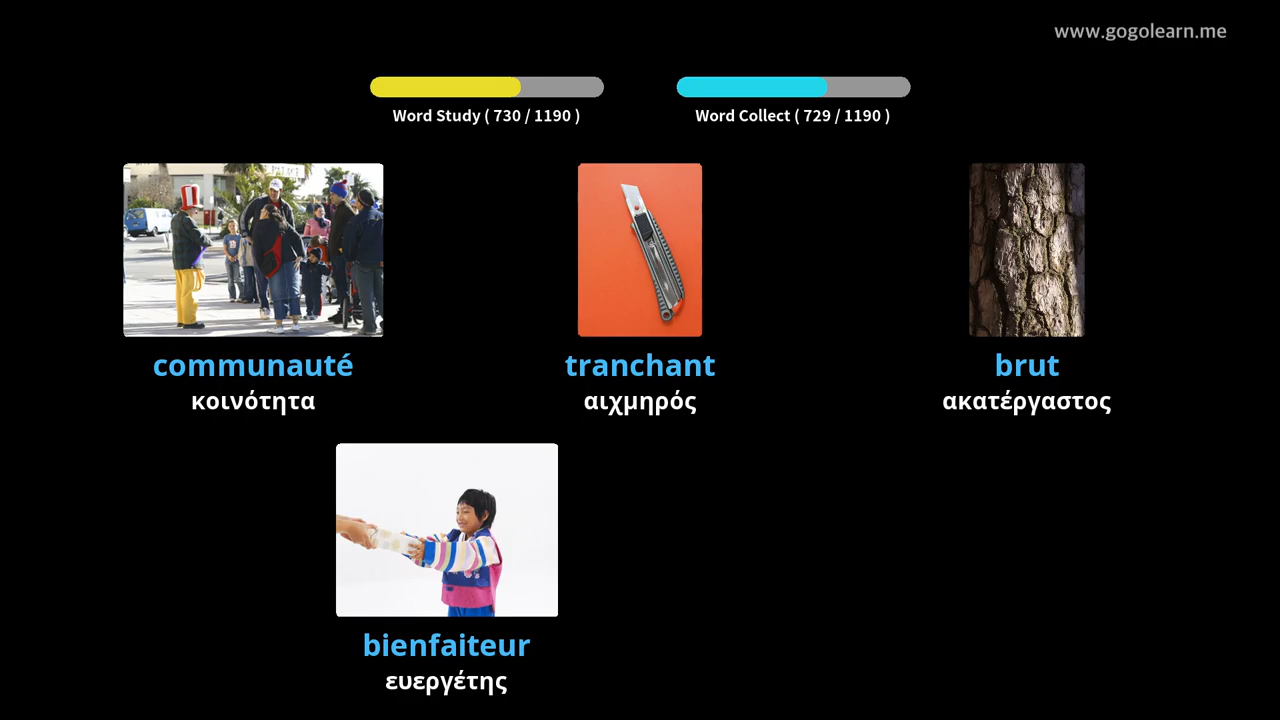 www.gogolearn.me
Word Study ( 730 / 1190 )
Word Collect ( 729 / 1190 )
communauté
κοινότητα
tranchant
αιχμηρός
brut
ακατέργαστος
bienfaiteur
ευεργέτης